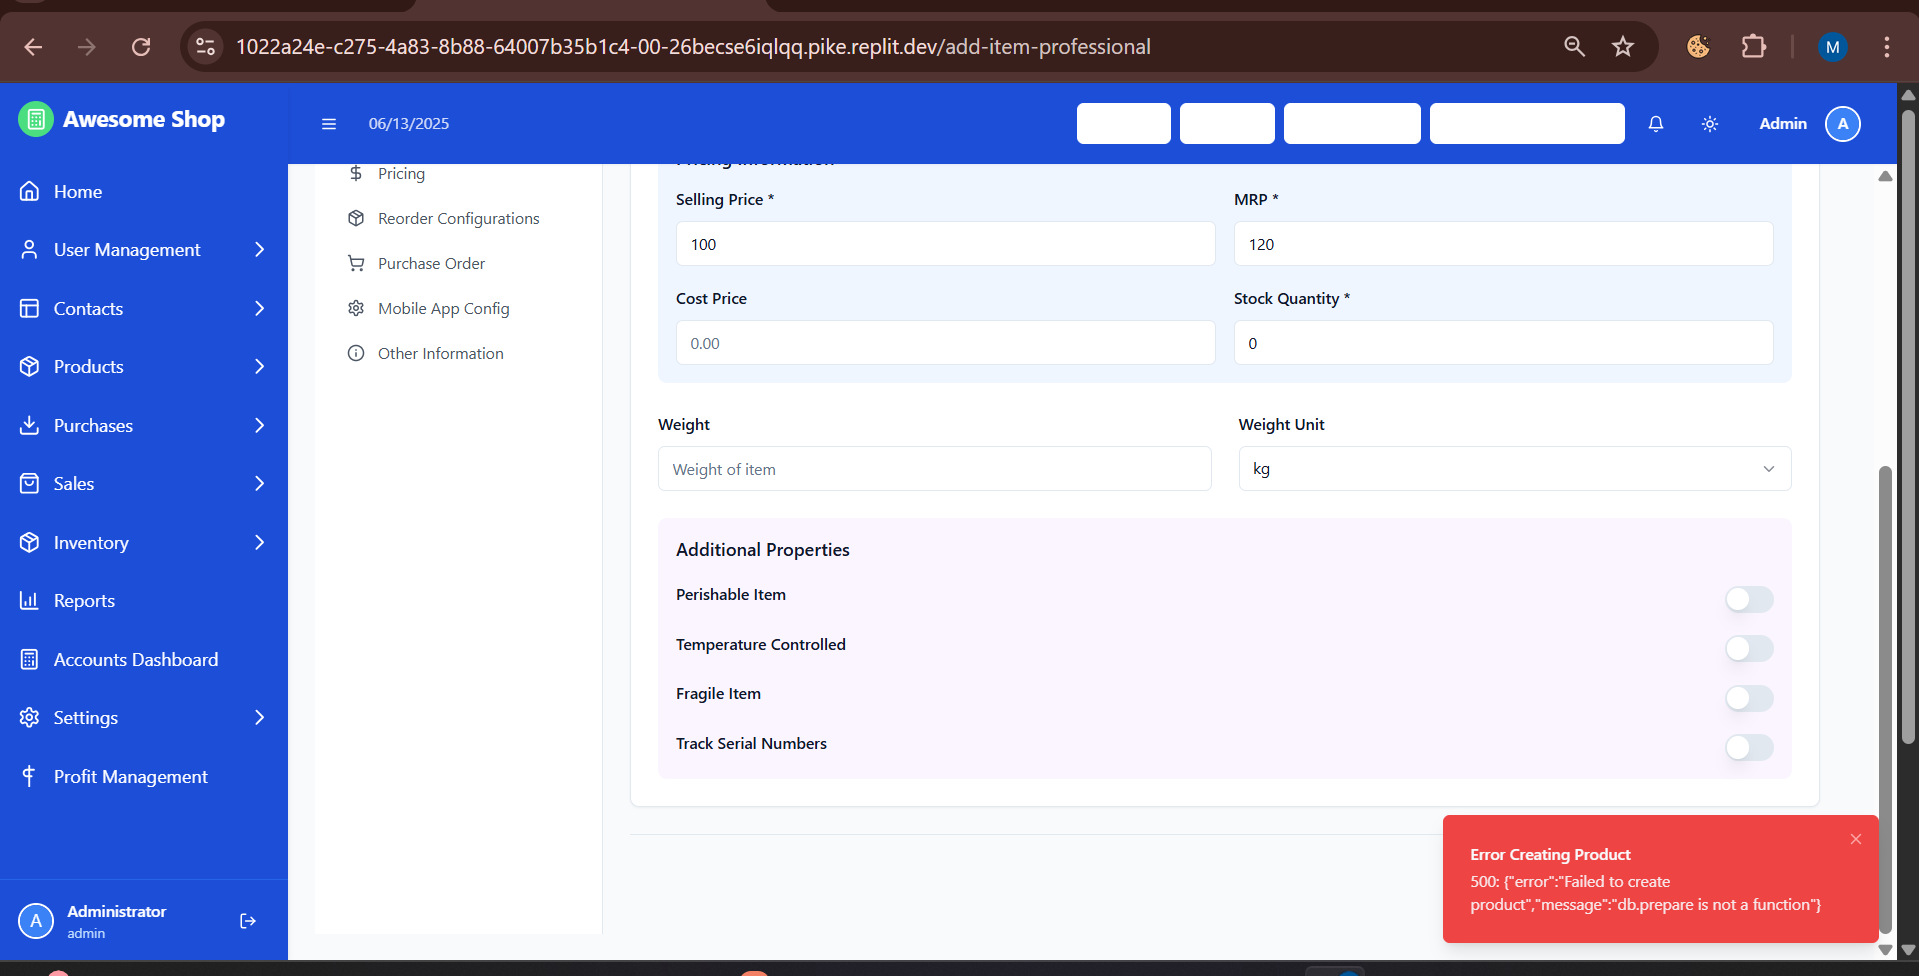 1022a24e-c275-4a83-8b88-64007b35b1c4-00-26becse6iqlqq.pike.replit.dev/add-item-professional
M
Awesome Shop
06/13/2025
Admin
A
Home
User Management
Contacts
Products
Purchases
Sales
Inventory
Reports
Accounts Dashboard
Settings
Profit Management
A
Administrator
admin
Pricing
Reorder Configurations
Purchase Order
Mobile App Config
Other Information
Pricing Information
Selling Price *
MRP *
100
120
Cost Price
Stock Quantity *
0.00
0
Weight
Weight Unit
Weight of item
kg
Additional Properties
Perishable Item
Temperature Controlled
Fragile Item
Track Serial Numbers
Error Creating Product
500: {"error":"Failed to create
product","message":"db.prepare is not a function"}